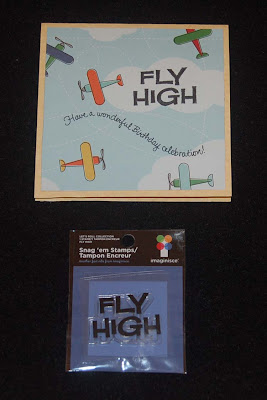 FLY
HIGH
Have a wonderful Birthday celebration!
imaginisce
Snag 'em Stamps/
Tampon Encreur
FLY
HIGH